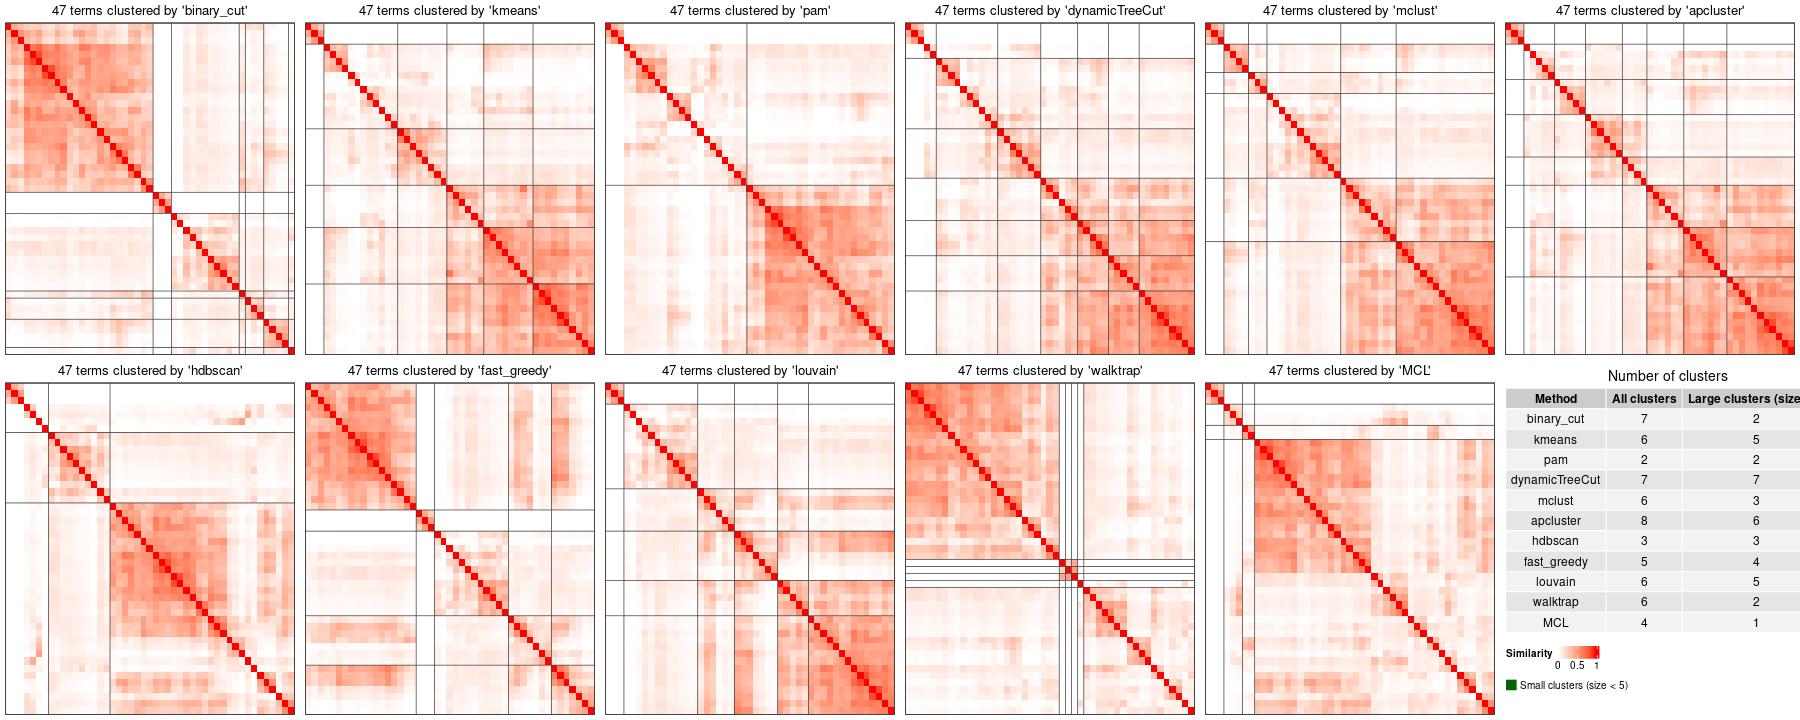 47 terms clustered by 'binary_cut'
47 terms clustered by 'kmeans'
47 terms clustered by 'pam'
47 terms clustered by 'dynamicTreeCut'
47 terms clustered by 'mclust'
47 terms clustered by 'apcluster'
47 terms clustered by 'hdbscan'
47 terms clustered by 'fast_greedy'
47 terms clustered by 'louvain'
47 terms clustered by 'walktrap'
47 terms clustered by 'MCL'
Number of clusters
Method All clusters Large clusters (size
binary_cut 7 2
kmeans 6 5
pam 2 2
dynamicTreeCut 7 7
mclust 6 3
apcluster 8 6
hdbscan 3 3
fast_greedy 5 4
louvain 6 5
walktrap 6 2
MCL 4 1
Similarity
0 0.5 1
Small clusters (size < 5)